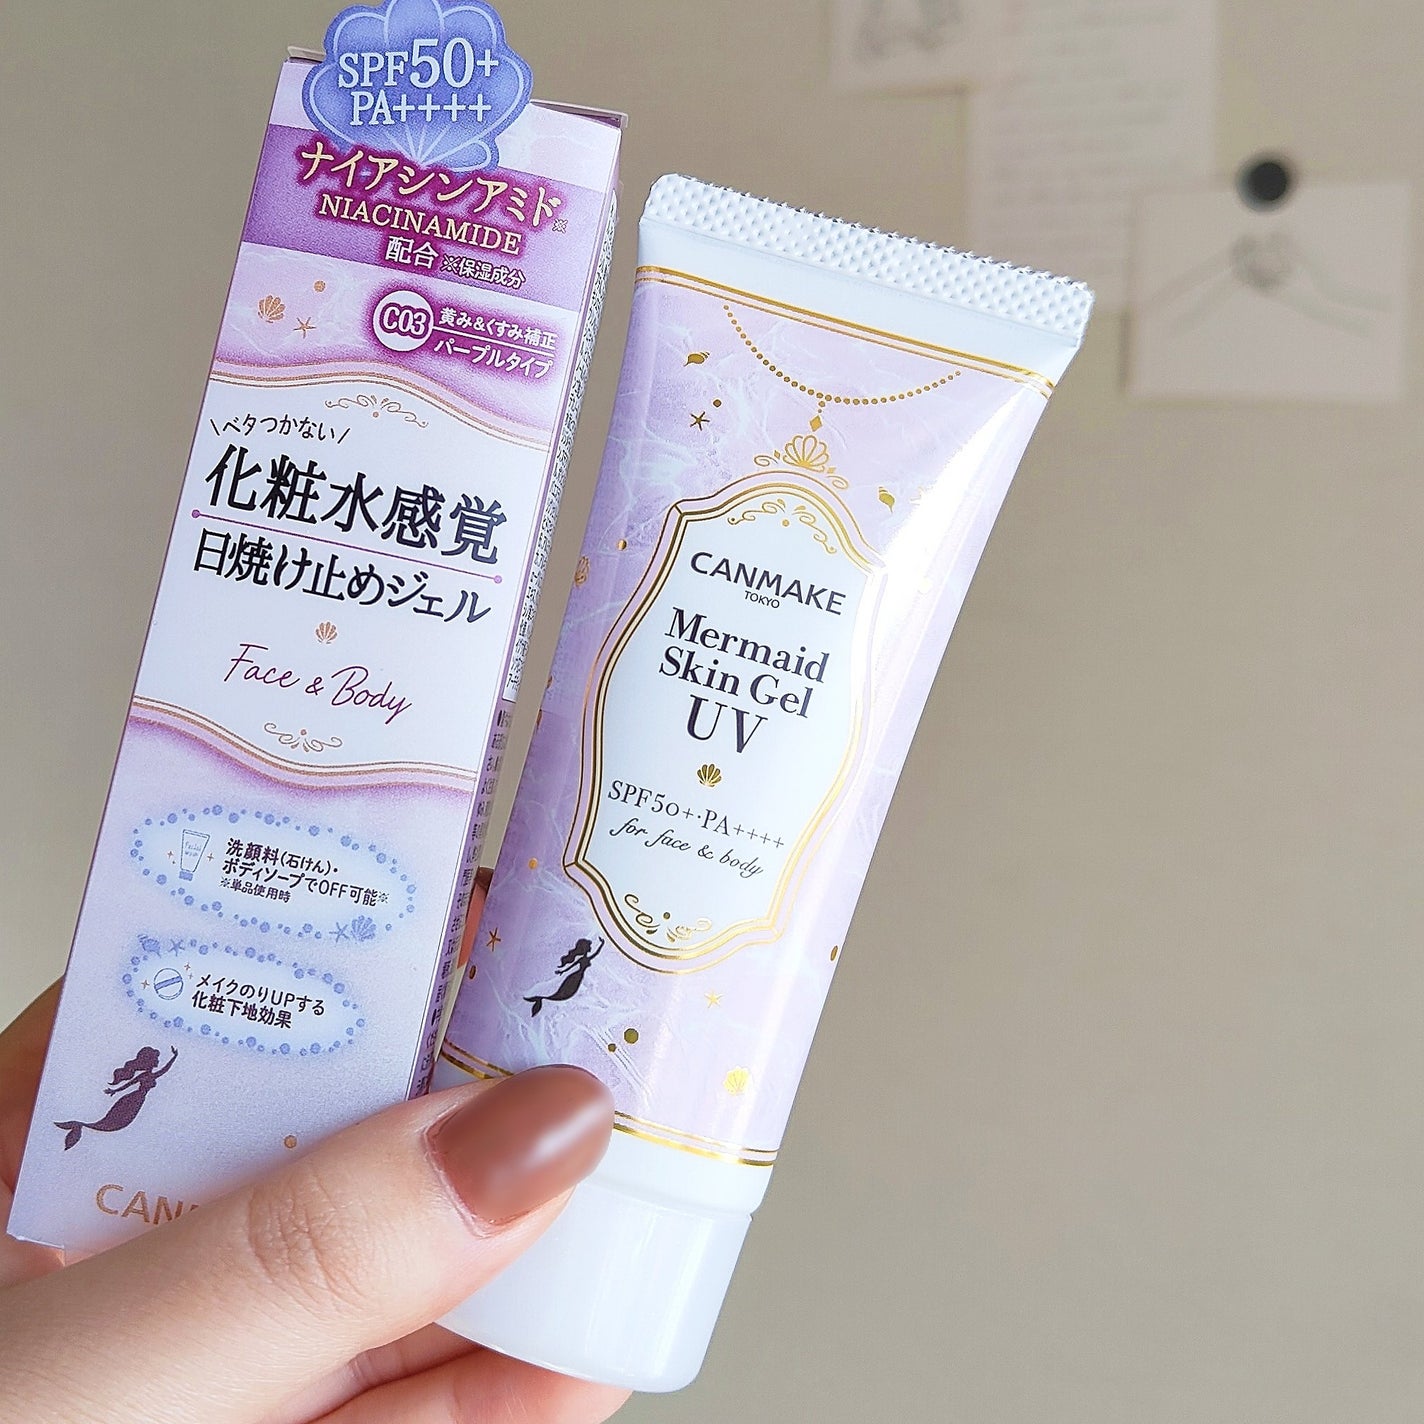 SPF50+
PA++++
ナイアシンアミド※
NIACINAMIDE
配合 ※保湿成分
C03 黄み&くすみ補正
パープルタイプ
\ベタつかない/
化粧水感覚
日焼け止めジェル
Face & Body
Facial
Wash
洗顔料(石けん)・
ボディソープでOFF可能※
※単品使用時
メイクのりUPする
化粧下地効果
CANM
CANMAKE
TOKYO
Mermaid
Skin Gel
UV
SPF50+・PA++++
for face & body